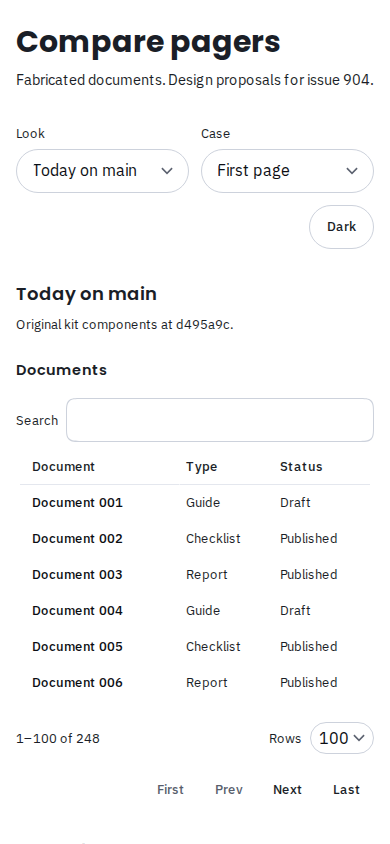 Compare pagers
Fabricated documents. Design proposals for issue 904.
Look Case
Today on main First page
Dark
Today on main
Original kit components at d495a9c.
Documents
Search
Document Type Status
Document 001 Guide Draft
Document 002 Checklist Published
Document 003 Report Published
Document 004 Guide Draft
Document 005 Checklist Published
Document 006 Report Published
1–100 of 248 Rows 100
First Prev Next Last